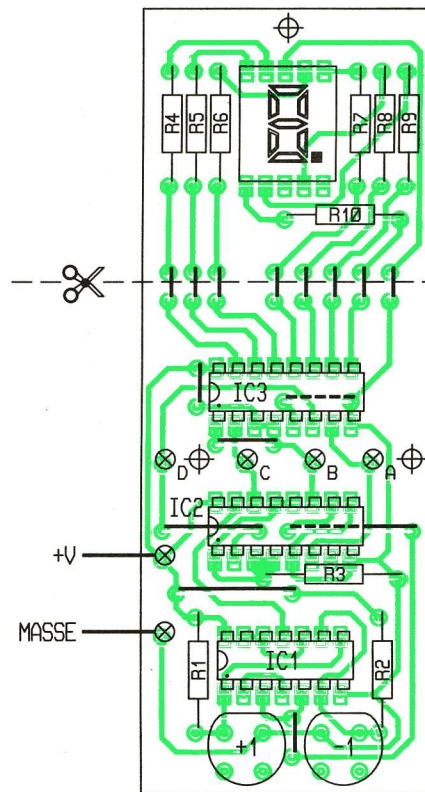 R4 R5 R6 R7 R8 R9
R10
IC3
D C B A
IC2
+V
R3
MASSE
R1 IC1 R2
+1 -1